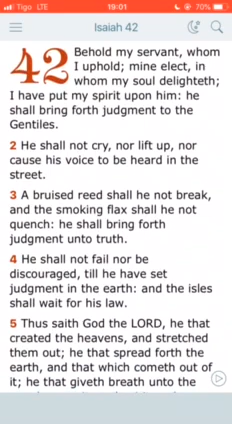 Tigo LTE 19:01 70%
Isaiah 42
42 Behold my servant, whom
I uphold; mine elect, in
whom my soul delighteth;
I have put my spirit upon him: he
shall bring forth judgment to the
Gentiles.
2 He shall not cry, nor lift up, nor
cause his voice to be heard in the
street.
3 A bruised reed shall he not break,
and the smoking flax shall he not
quench: he shall bring forth
judgment unto truth.
4 He shall not fail nor be
discouraged, till he have set
judgment in the earth: and the isles
shall wait for his law.
5 Thus saith God the LORD, he that
created the heavens, and stretched
them out; he that spread forth the
earth, and that which cometh out of
it; he that giveth breath unto the